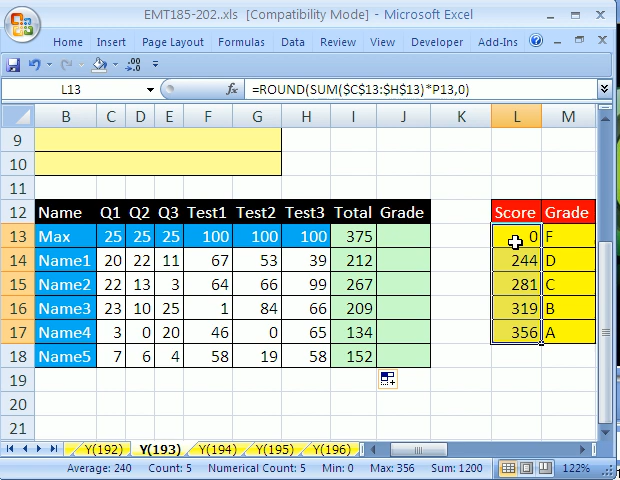 EMT185-202..xls [Compatibility Mode] - Microsoft Excel
Home Page Layout Formulas Data Review View Developer Add-Ins
L13 fx =ROUND(SUM($C$13:$H$13)*P13,0)
B C D E F G H I J K L M
9
10
11
12 Name Q1 Q2 Q3 Test1 Test2 Test3 Total Grade Score Grade
13 Max 25 25 25 100 100 100 375 0 F
14 Name1 20 22 11 67 53 39 212 244 D
15 Name2 22 13 3 64 66 99 267 281 C
16 Name3 23 10 25 1 84 66 209 319 B
17 Name4 3 0 20 46 0 65 134 356 A
18 Name5 7 6 4 58 19 58 152
19
20
21
Y(192) Y(193) Y(194) Y(195) Y(196)
Average: 240 Count: 5 Numerical Count: 5 Min: 0 Max: 356 Sum: 1200 122%